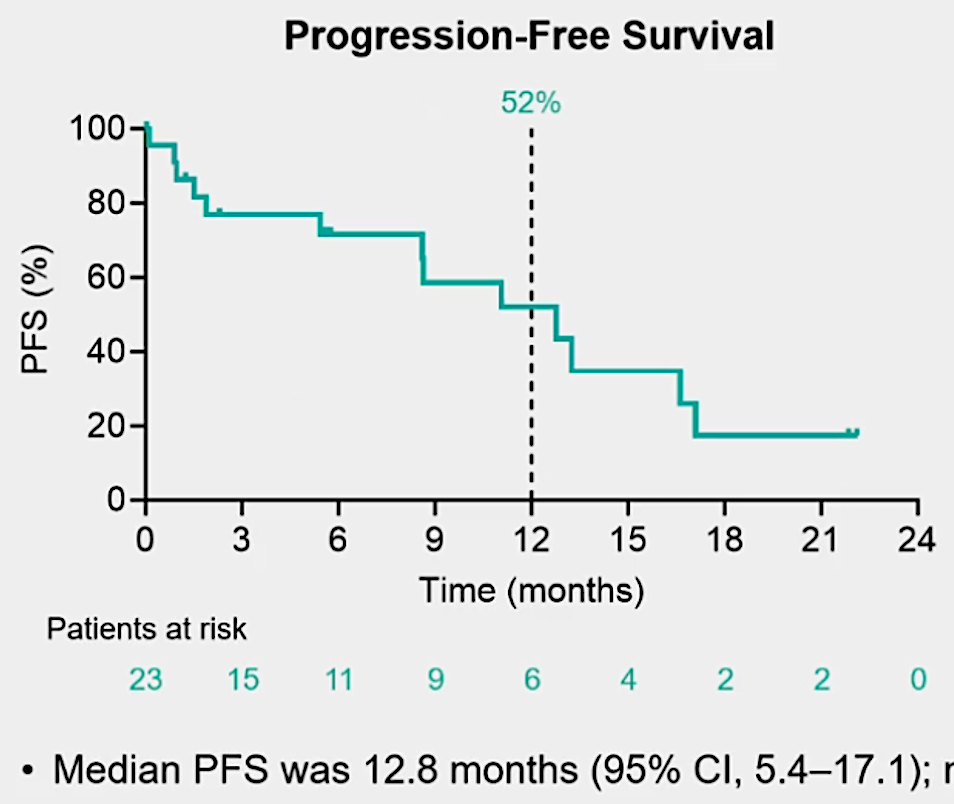 Progression-Free Survival
52%
100
80
60
40
20
0
PFS (%)
0 3 6 9 12 15 18 21 24
Time (months)
Patients at risk
23 15 11 9 6 4 2 2 0
• Median PFS was 12.8 months (95% CI, 5.4–17.1);